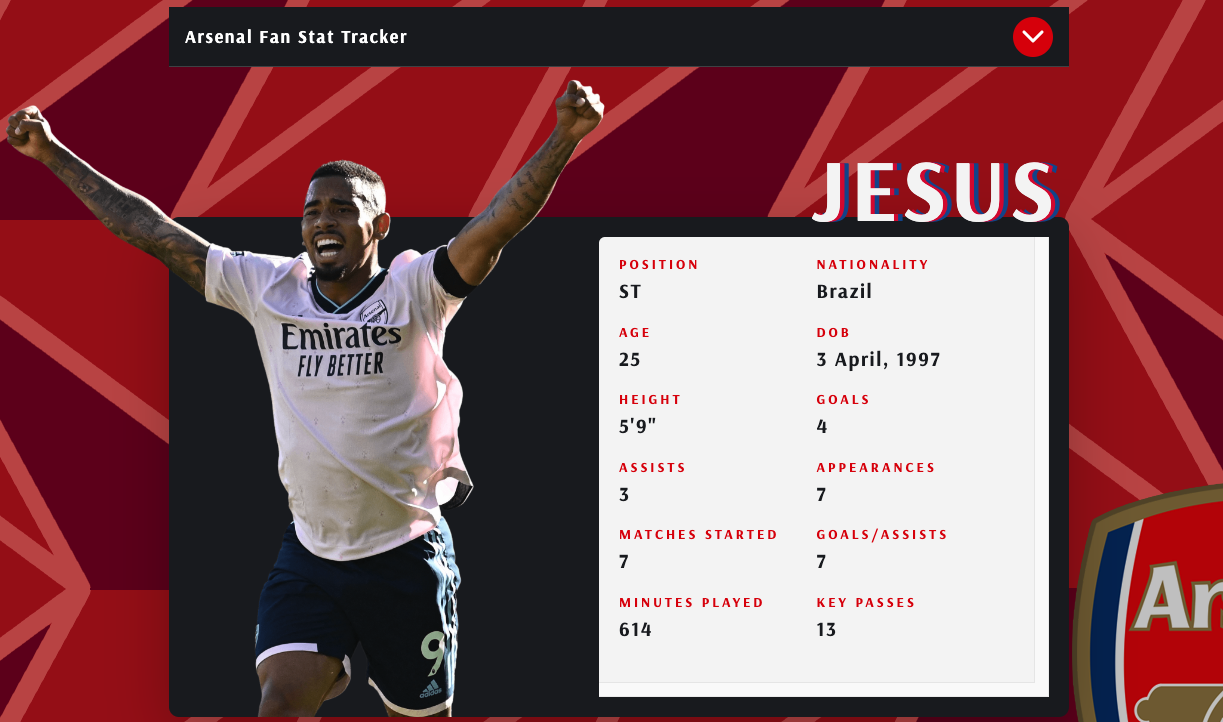 Arsenal Fan Stat Tracker
JESUS
POSITION
ST
NATIONALITY
Brazil
AGE
25
DOB
3 April, 1997
HEIGHT
5'9"
GOALS
4
ASSISTS
3
APPEARANCES
7
MATCHES STARTED
7
GOALS/ASSISTS
7
MINUTES PLAYED
614
KEY PASSES
13
Arsenal
Emirates
FLY BETTER
9
adidas
Ar